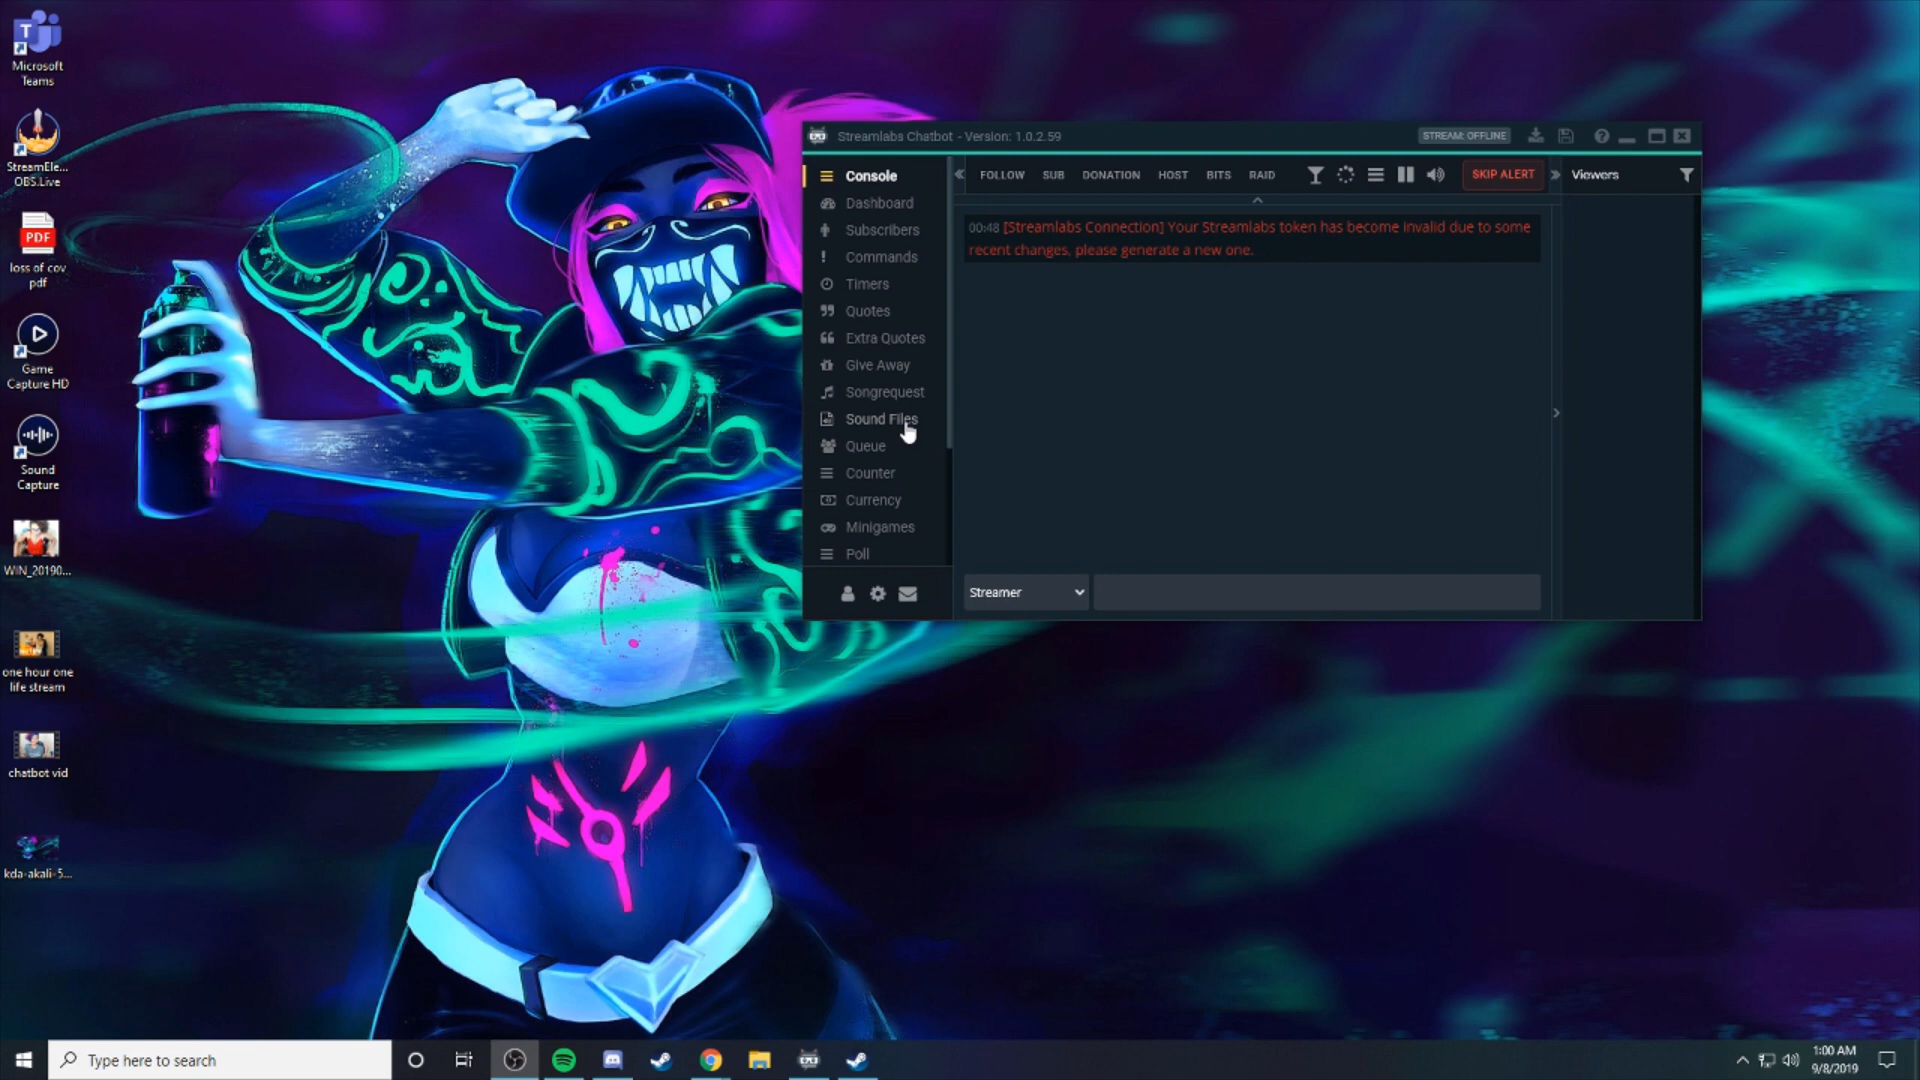 Microsoft
Teams
StreamEle...
OBS.Live
PDF
loss of cov
pdf
Game
Capture HD
Sound
Capture
WIN_20190...
one hour one
life stream
chatbot vid
kda-akali-5...
Streamlabs Chatbot - Version: 1.0.2.59
STREAM: OFFLINE
Console
Dashboard
Subscribers
Commands
Timers
Quotes
Extra Quotes
Give Away
Songrequest
Sound Files
Queue
Counter
Currency
Minigames
Poll
FOLLOW SUB DONATION HOST BITS RAID SKIP ALERT
Viewers
00:48 [Streamlabs Connection] Your Streamlabs token has become invalid due to some
recent changes, please generate a new one.
Streamer
Type here to search
1:00 AM
9/8/2019